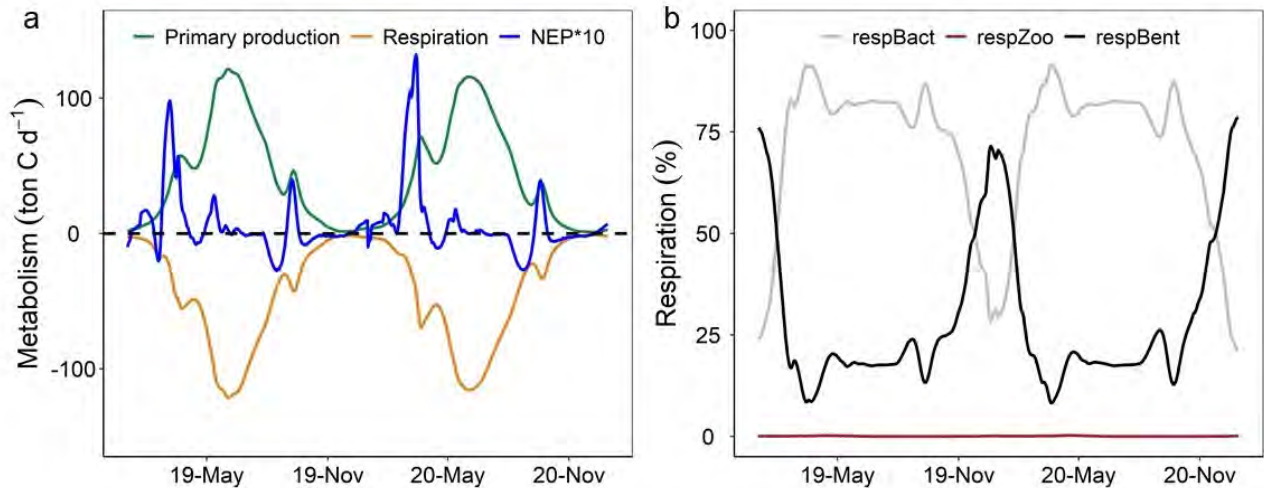 a
Primary production Respiration NEP*10
Metabolism (ton C d⁻¹)
100
0
-100
19-May 19-Nov 20-May 20-Nov
b
respBact respZoo respBent
Respiration (%)
100
75
50
25
0
19-May 19-Nov 20-May 20-Nov